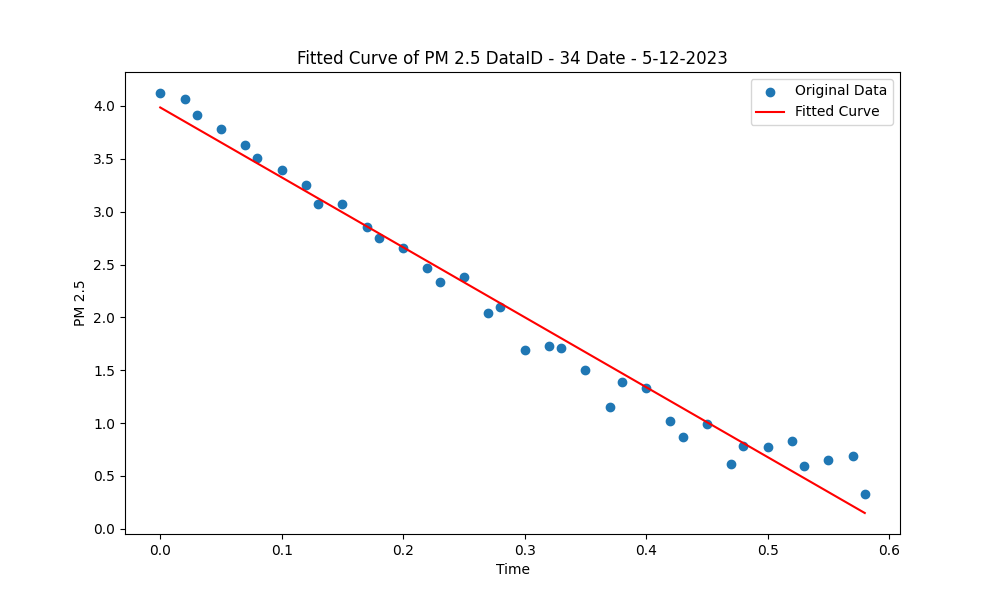 Fitted Curve of PM 2.5 DataID - 34 Date - 5-12-2023
Original Data
Fitted Curve
PM 2.5
4.0
3.5
3.0
2.5
2.0
1.5
1.0
0.5
0.0
0.0 0.1 0.2 0.3 0.4 0.5 0.6
Time